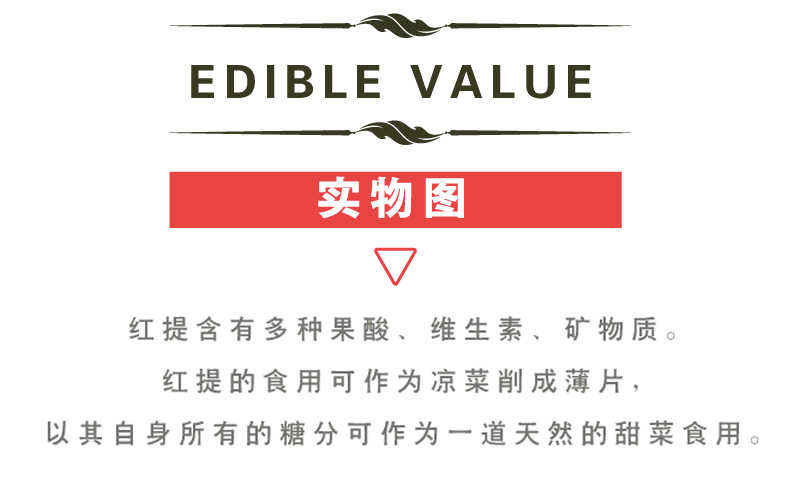 EDIBLE VALUE
实物图
红提含有多种果酸、维生素、矿物质。
红提的食用可作为凉菜削成薄片，
以其自身所有的糖分可作为一道天然的甜菜食用。